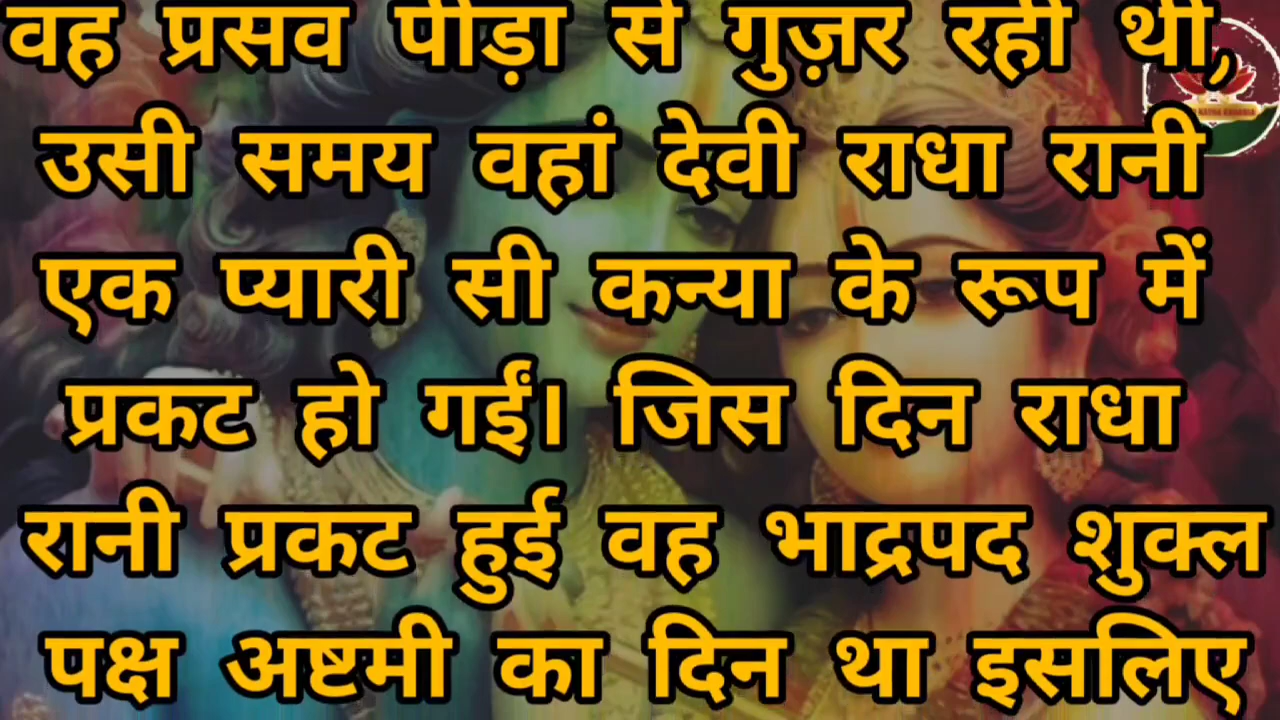 वह प्रसव पीड़ा से गुज़र रही थी,
उसी समय वहां देवी राधा रानी
एक प्यारी सी कन्या के रूप में
प्रकट हो गईं। जिस दिन राधा
रानी प्रकट हुई वह भाद्रपद शुक्ल
पक्ष अष्टमी का दिन था इसलिए